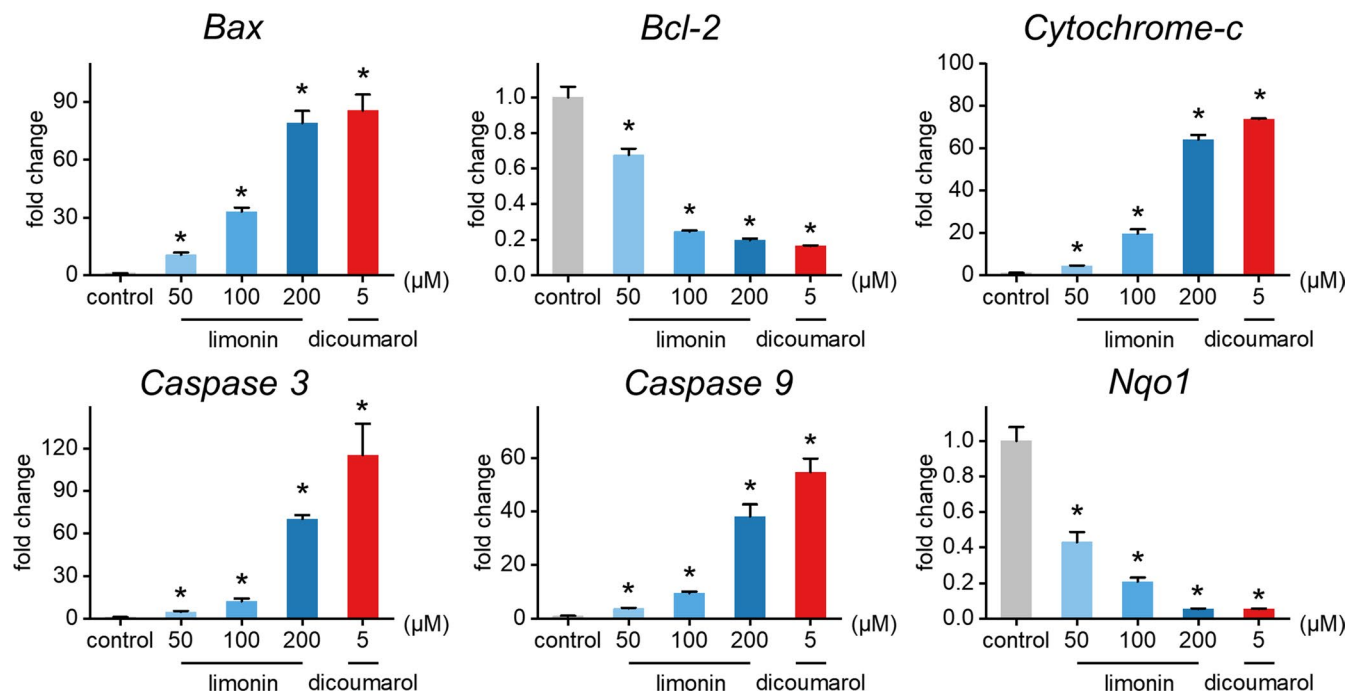 Bax
fold change
90
60
30
0
*
*
*
*
control 50 100 200 5 (µM)
limonin dicoumarol
Bcl-2
fold change
1.0
0.8
0.6
0.4
0.2
0.0
*
*
*
*
control 50 100 200 5 (µM)
limonin dicoumarol
Cytochrome-c
fold change
100
80
60
40
20
0
*
*
*
*
control 50 100 200 5 (µM)
limonin dicoumarol
Caspase 3
fold change
120
90
60
30
0
*
*
*
*
control 50 100 200 5 (µM)
limonin dicoumarol
Caspase 9
fold change
60
40
20
0
*
*
*
*
control 50 100 200 5 (µM)
limonin dicoumarol
Nqo1
fold change
1.0
0.8
0.4
0.2
0.0
*
*
*
*
control 50 100 200 5 (µM)
limonin dicoumarol